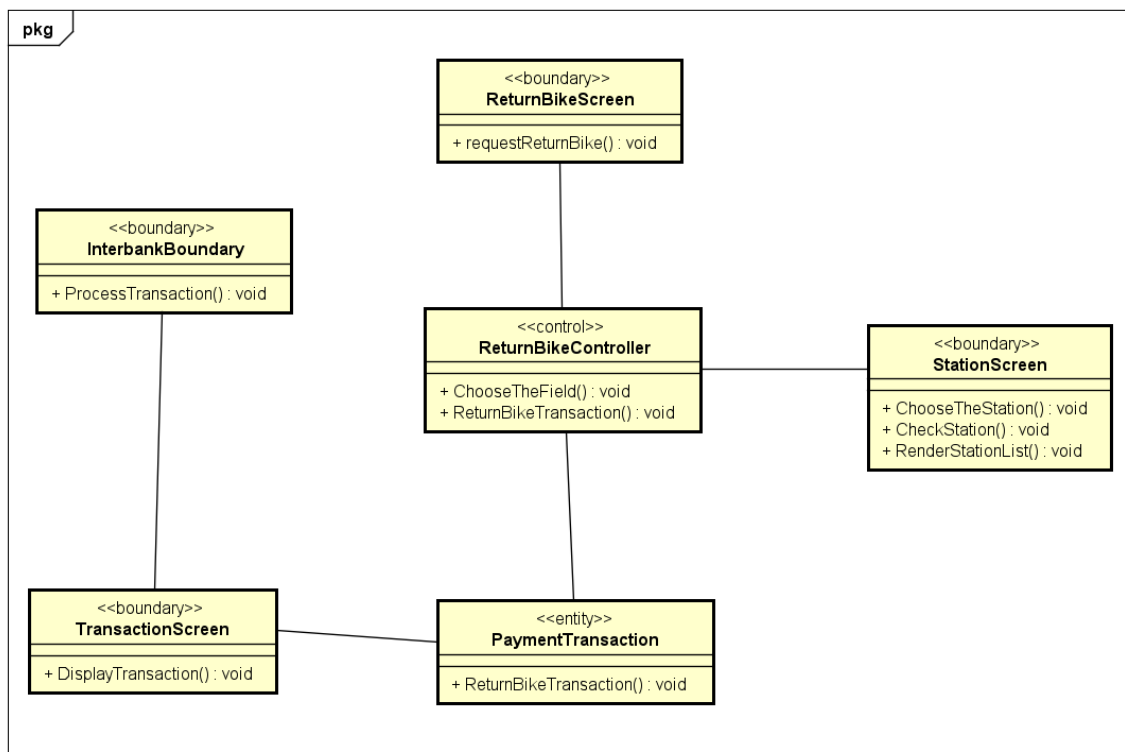 pkg
<<boundary>>
ReturnBikeScreen
+ requestReturnBike() : void
<<boundary>>
InterbankBoundary
+ ProcessTransaction() : void
<<control>>
ReturnBikeController
+ ChooseTheField() : void
+ ReturnBikeTransaction() : void
<<boundary>>
StationScreen
+ ChooseTheStation() : void
+ CheckStation() : void
+ RenderStationList() : void
<<boundary>>
TransactionScreen
+ DisplayTransaction() : void
<<entity>>
PaymentTransaction
+ ReturnBikeTransaction() : void